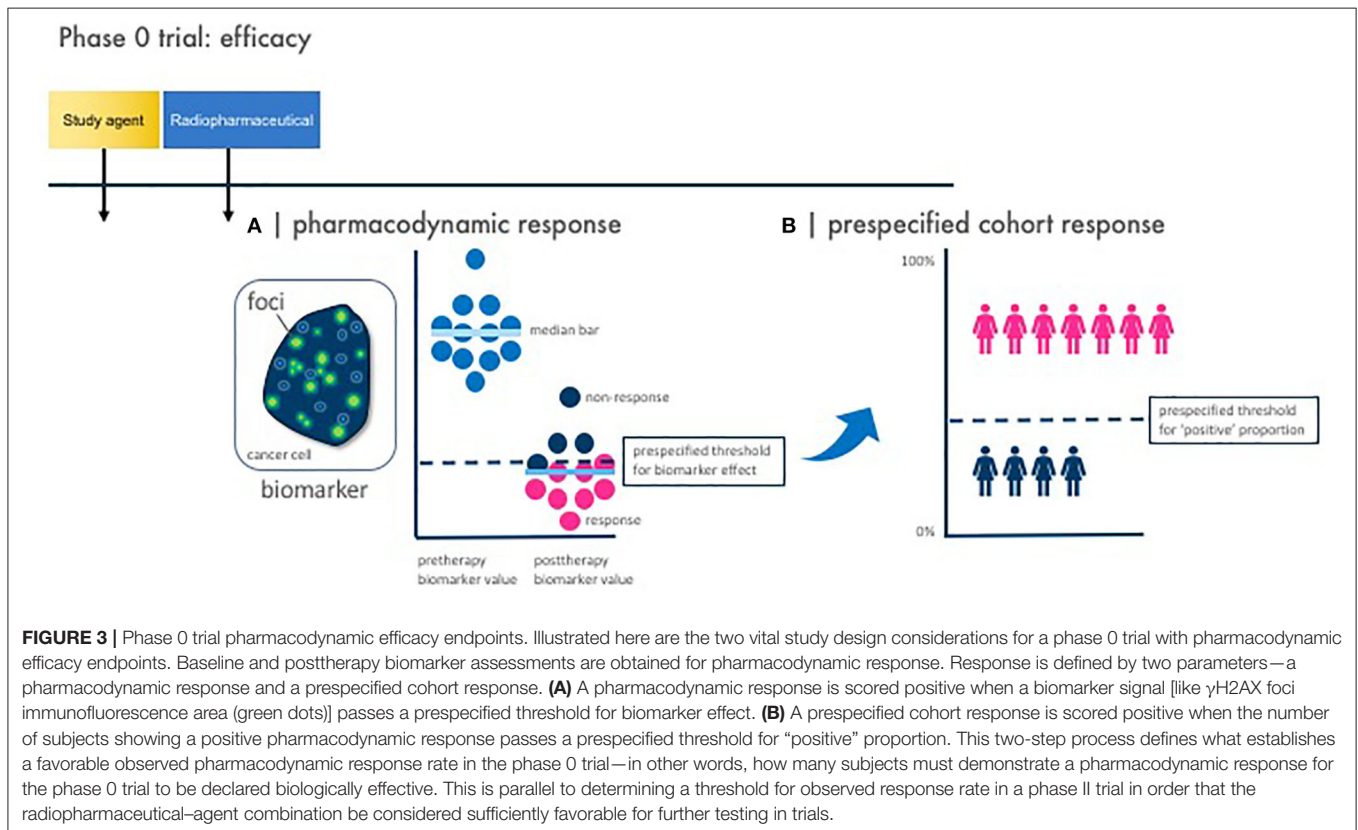 Phase 0 trial: efficacy
Study agent
Radiopharmaceutical
A | pharmacodynamic response
foci
cancer cell
biomarker
median bar
non-response
prespecified threshold
for biomarker effect
response
pretherapy
biomarker value
posttherapy
biomarker value
B | prespecified cohort response
100%
prespecified threshold
for 'positive' proportion
0%
FIGURE 3 | Phase 0 trial pharmacodynamic efficacy endpoints. Illustrated here are the two vital study design considerations for a phase 0 trial with pharmacodynamic
efficacy endpoints. Baseline and posttherapy biomarker assessments are obtained for pharmacodynamic response. Response is defined by two parameters—a
pharmacodynamic response and a prespecified cohort response. (A) A pharmacodynamic response is scored positive when a biomarker signal [like γH2AX foci
immunofluorescence area (green dots)] passes a prespecified threshold for biomarker effect. (B) A prespecified cohort response is scored positive when the number
of subjects showing a positive pharmacodynamic response passes a prespecified threshold for “positive” proportion. This two-step process defines what establishes
a favorable observed pharmacodynamic response rate in the phase 0 trial—in other words, how many subjects must demonstrate a pharmacodynamic response for
the phase 0 trial to be declared biologically effective. This is parallel to determining a threshold for observed response rate in a phase II trial in order that the
radiopharmaceutical–agent combination be considered sufficiently favorable for further testing in trials.